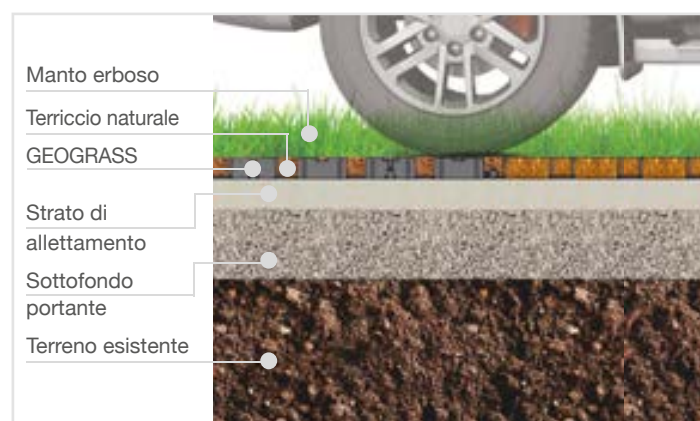 Manto erboso
Terriccio naturale
GEOGRASS
Strato di
allettamento
Sottofondo
portante
Terreno esistente